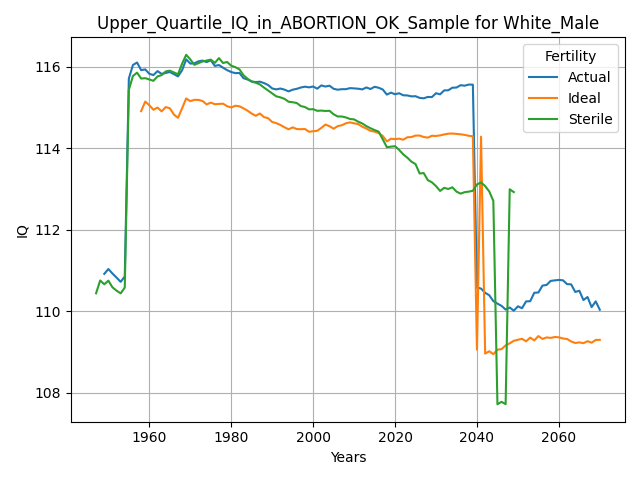 Upper_Quartile_IQ_in_ABORTION_OK_Sample for White_Male
Fertility
Actual
Ideal
Sterile
IQ
116
114
112
110
108
1960
1980
2000
2020
2040
2060
Years